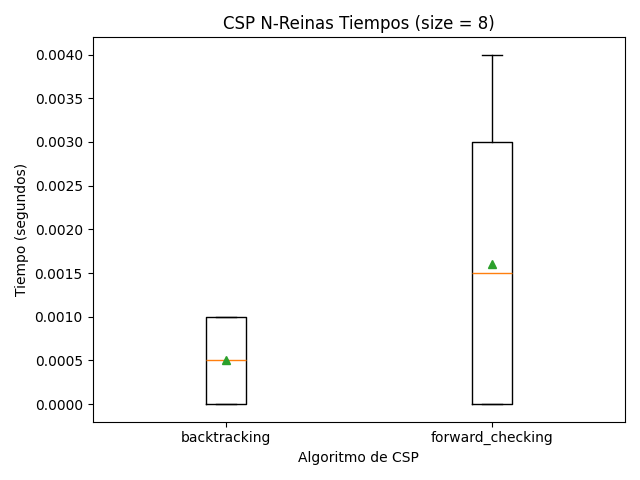 CSP N-Reinas Tiempos (size = 8)
Tiempo (segundos)
0.0040
0.0035
0.0030
0.0025
0.0020
0.0015
0.0010
0.0005
0.0000
backtracking
forward_checking
Algoritmo de CSP